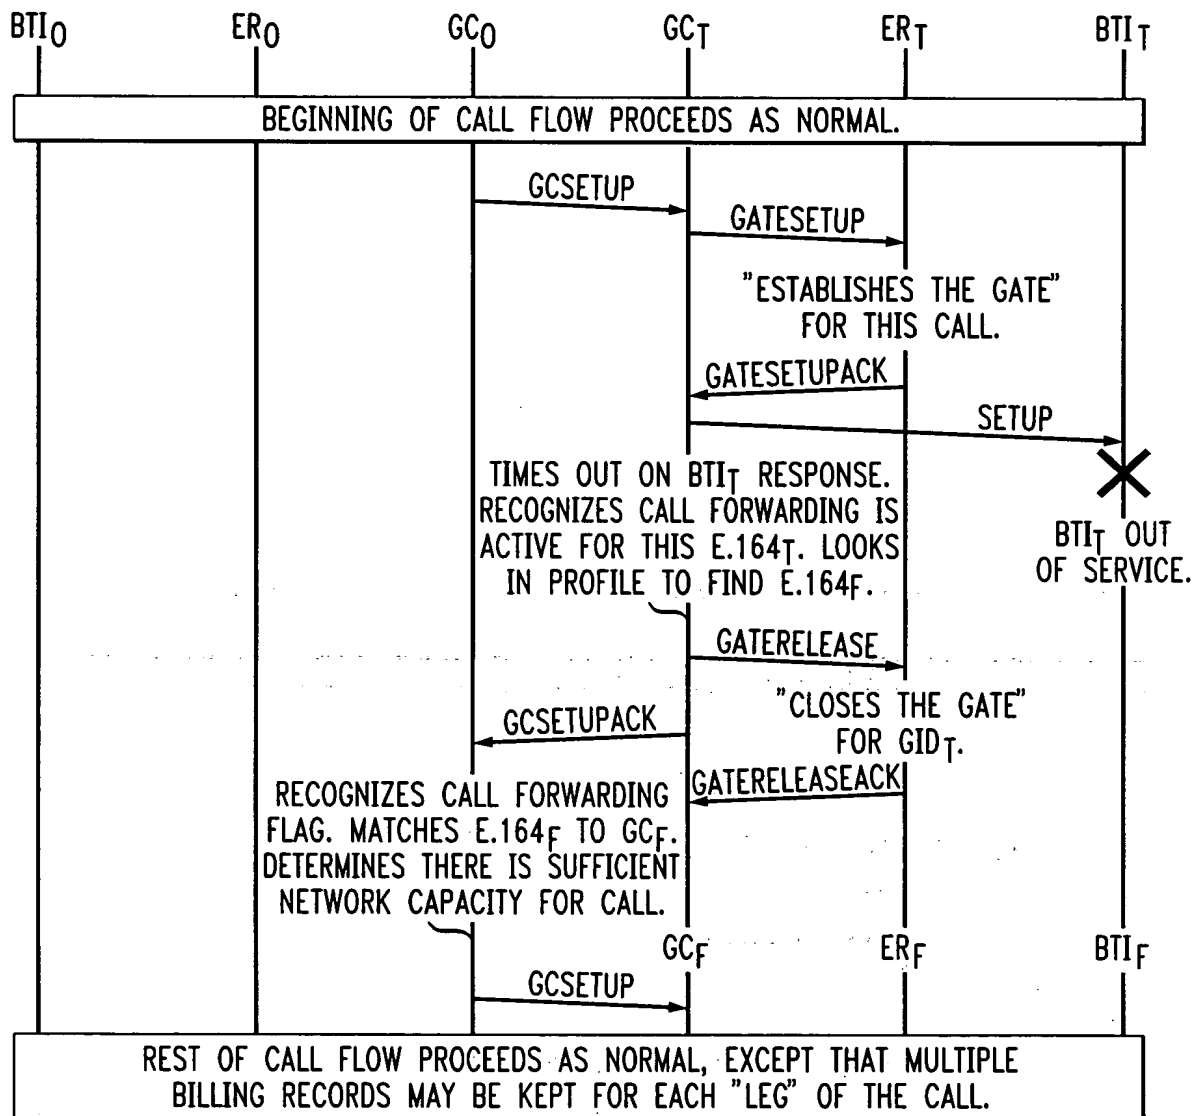 BTIO ERO GCO GCT ERT BTIT
BEGINNING OF CALL FLOW PROCEEDS AS NORMAL.
GCSETUP
GATESETUP
"ESTABLISHES THE GATE"
FOR THIS CALL.
GATESETUPACK
SETUP
TIMES OUT ON BTIT RESPONSE.
RECOGNIZES CALL FORWARDING IS
ACTIVE FOR THIS E.164T. LOOKS
IN PROFILE TO FIND E.164F.
BTIT OUT
OF SERVICE.
GATERELEASE
"CLOSES THE GATE"
FOR GIDT.
GCSETUPACK
GATERELEASEACK
RECOGNIZES CALL FORWARDING
FLAG. MATCHES E.164F TO GCF.
DETERMINES THERE IS SUFFICIENT
NETWORK CAPACITY FOR CALL.
GCF ERF BTIF
GCSETUP
REST OF CALL FLOW PROCEEDS AS NORMAL, EXCEPT THAT MULTIPLE
BILLING RECORDS MAY BE KEPT FOR EACH "LEG" OF THE CALL.